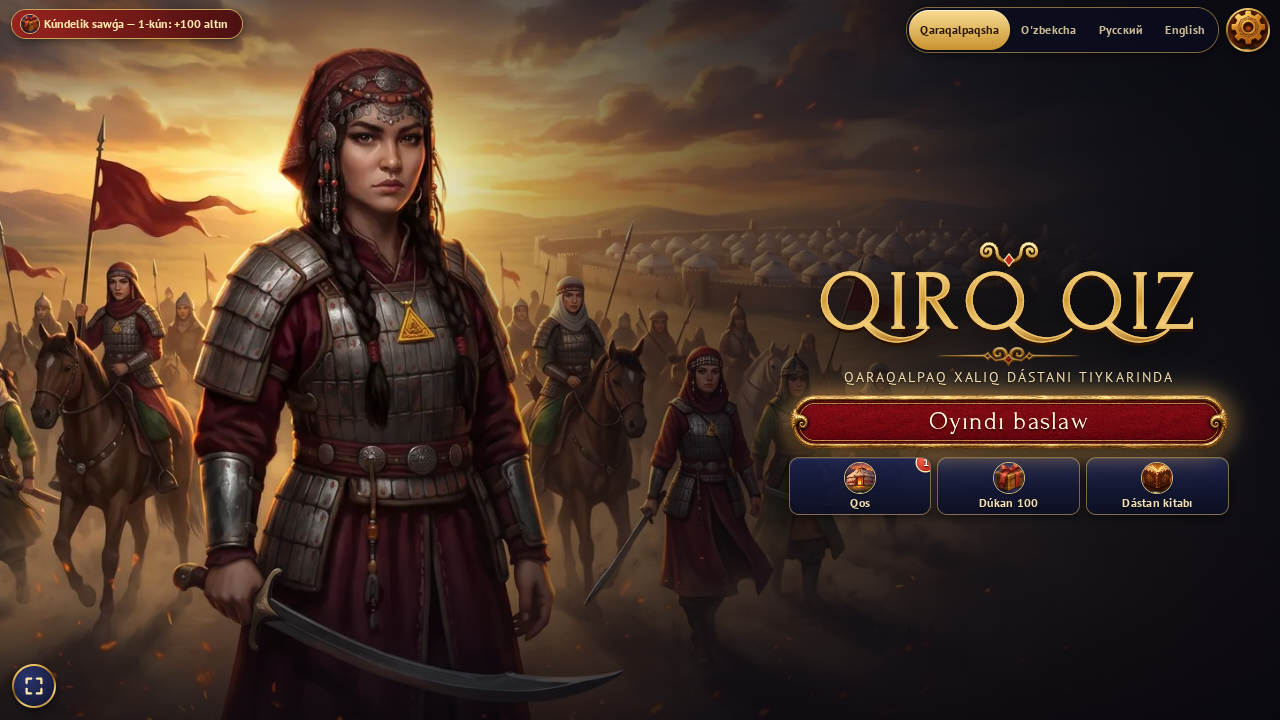 Kúndelik sawǵa — 1-kún: +100 altın
Qaraqalpaqsha O'zbekcha Русский English
QIRQ QIZ
QARAQALPAQ XALIQ DÁSTANI TIYKARINDA
Oyındı baslaw
1
Qos Dúkan 100 Dástan kitabı